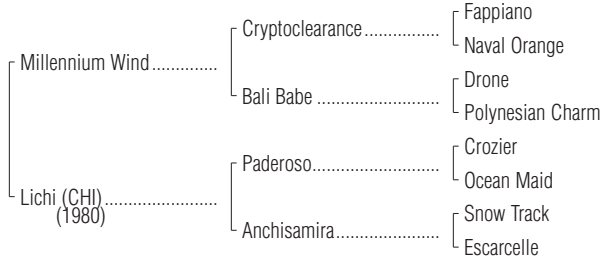 Fappiano
Cryptoclearance..................
Naval Orange
Millennium Wind..............
Drone
Bali Babe .............................
Polynesian Charm
Crozier
Paderoso..............................
Ocean Maid
Lichi (CHI)..........................
(1980)
Snow Track
Anchisamira........................
Escarcelle